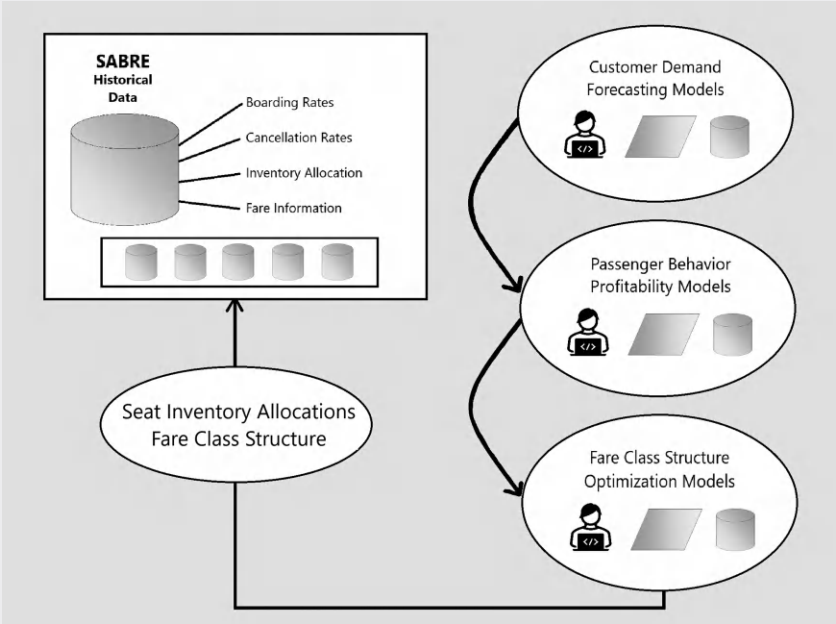 SABRE
Historical
Data
Boarding Rates
Cancellation Rates
Inventory Allocation
Fare Information
Seat Inventory Allocations
Fare Class Structure
Customer Demand
Forecasting Models
</>
Passenger Behavior
Profitability Models
</>
Fare Class Structure
Optimization Models
</>